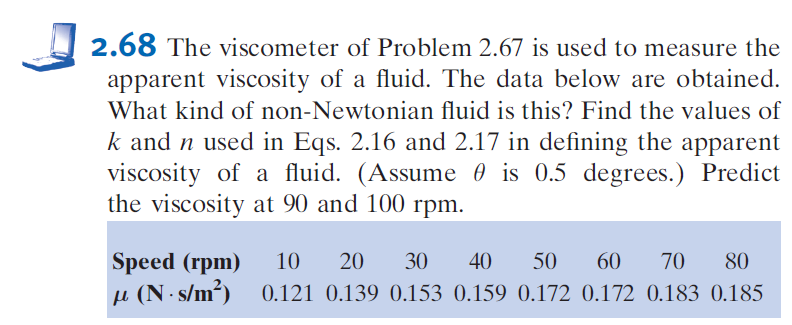 2.68 The viscometer of Problem 2.67 is used to measure the
apparent viscosity of a fluid. The data below are obtained.
What kind of non-Newtonian fluid is this? Find the values of
k and n used in Eqs. 2.16 and 2.17 in defining the apparent
viscosity of a fluid. (Assume θ is 0.5 degrees.) Predict
the viscosity at 90 and 100 rpm.
Speed (rpm) 10 20 30 40 50 60 70 80
μ (N · s/m²) 0.121 0.139 0.153 0.159 0.172 0.172 0.183 0.185